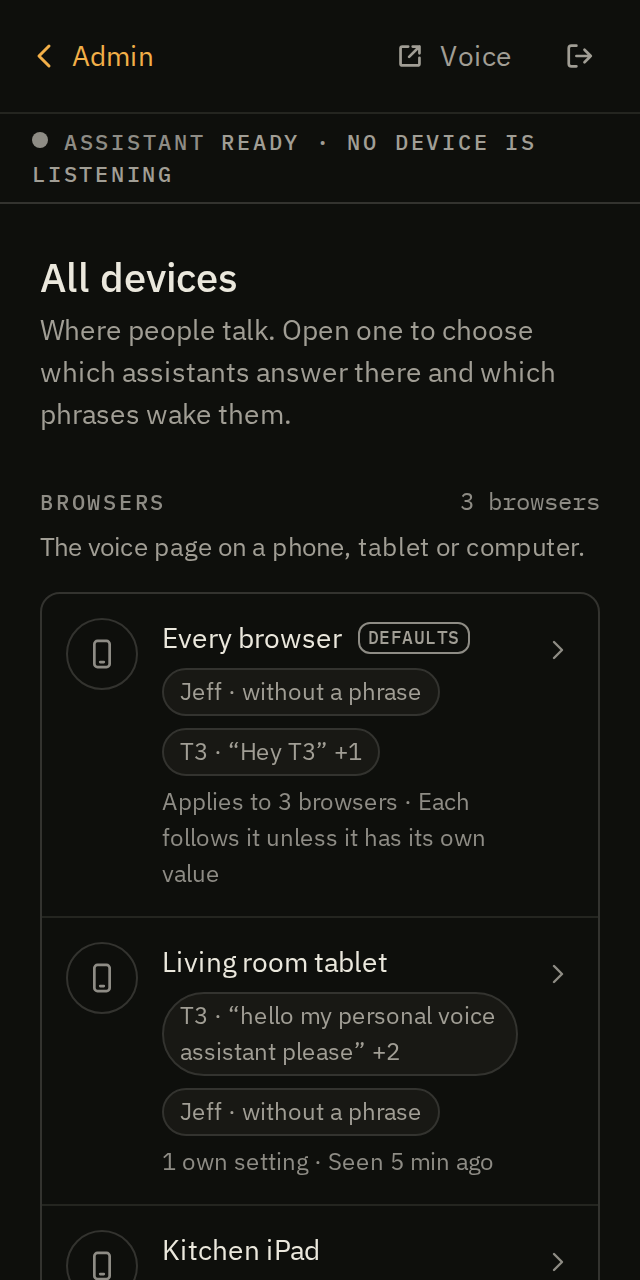 Admin
Voice
ASSISTANT READY · NO DEVICE IS
LISTENING
All devices
Where people talk. Open one to choose
which assistants answer there and which
phrases wake them.
BROWSERS
3 browsers
The voice page on a phone, tablet or computer.
Every browser
DEFAULTS
Jeff · without a phrase
T3 · “Hey T3” +1
Applies to 3 browsers · Each
follows it unless it has its own
value
Living room tablet
T3 · “hello my personal voice
assistant please” +2
Jeff · without a phrase
1 own setting · Seen 5 min ago
Kitchen iPad